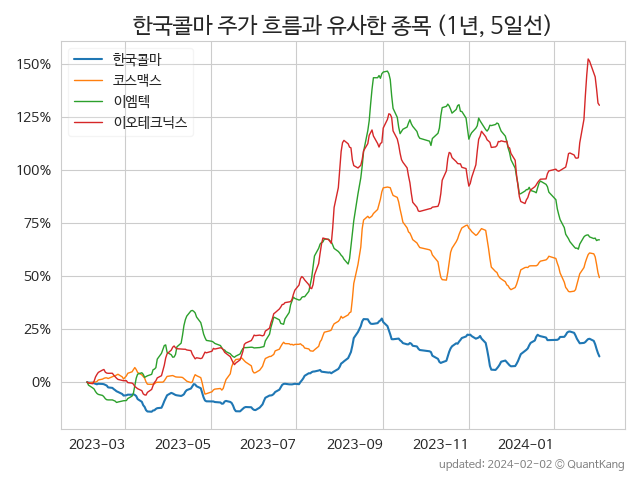 한국콜마 주가 흐름과 유사한 종목 (1년, 5일선)
한국콜마
코스맥스
이엠텍
이오테크닉스
150%
125%
100%
75%
50%
25%
0%
2023-03 2023-05 2023-07 2023-09 2023-11 2024-01
updated: 2024-02-02 © QuantKang